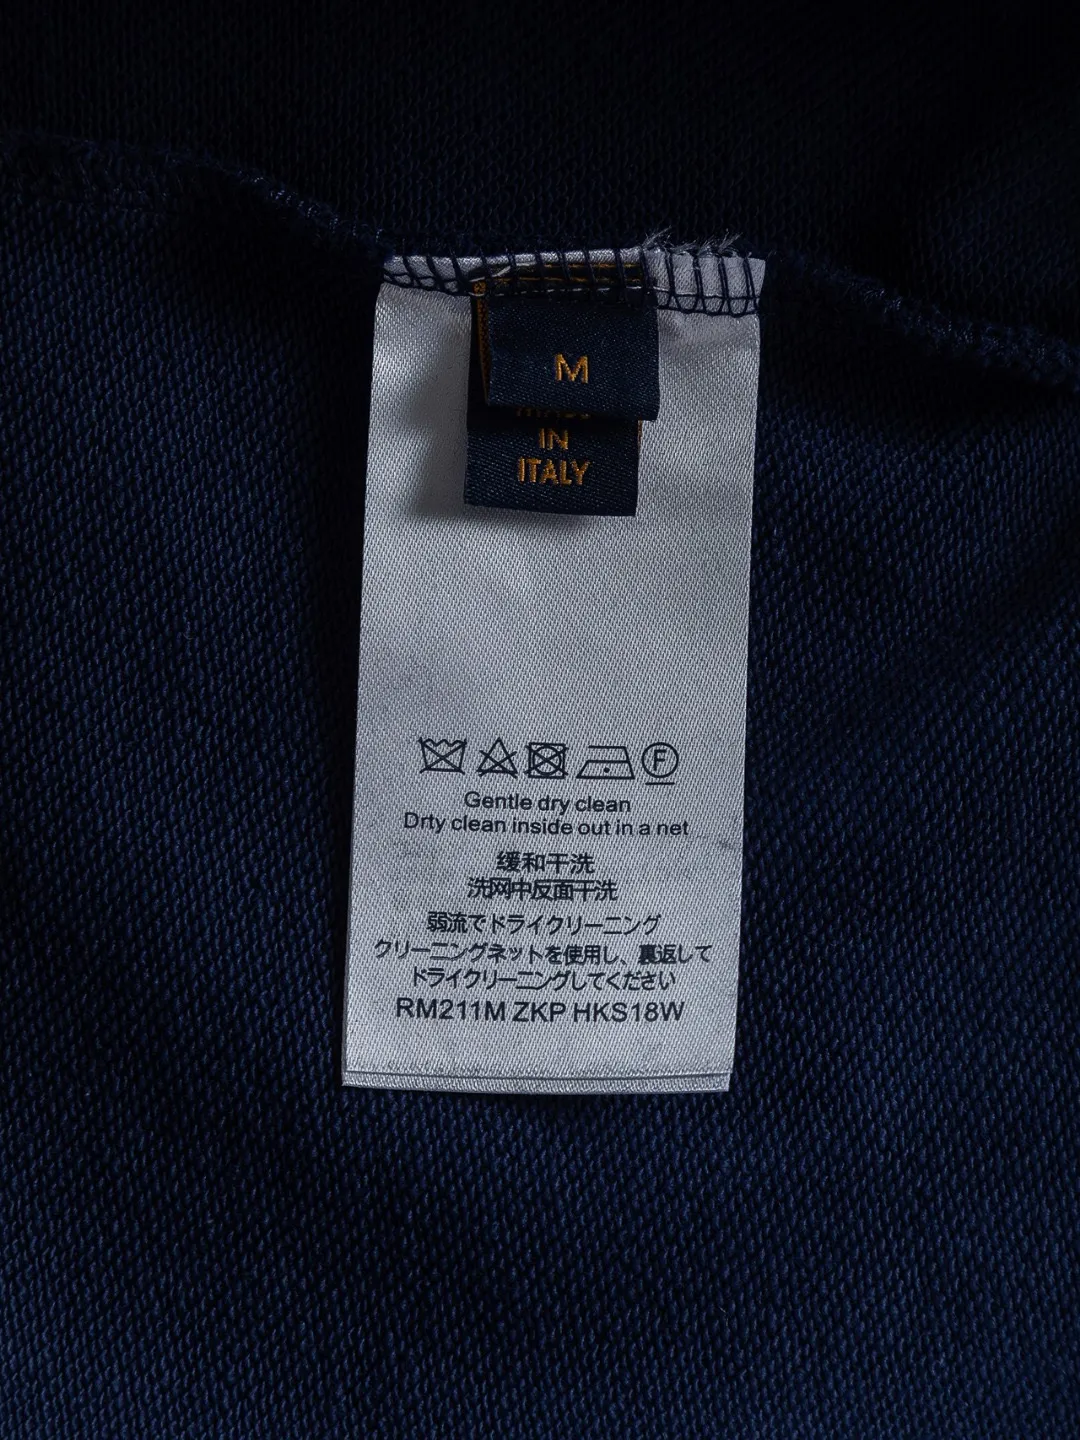 M
MADE
IN
ITALY
F
Gentle dry clean
Drty clean inside out in a net
缓和干洗
洗网中反面干洗
弱流でドライクリーニング
クリーニングネットを使用し、裏返して
ドライクリーニングしてください
RM211M ZKP HKS18W